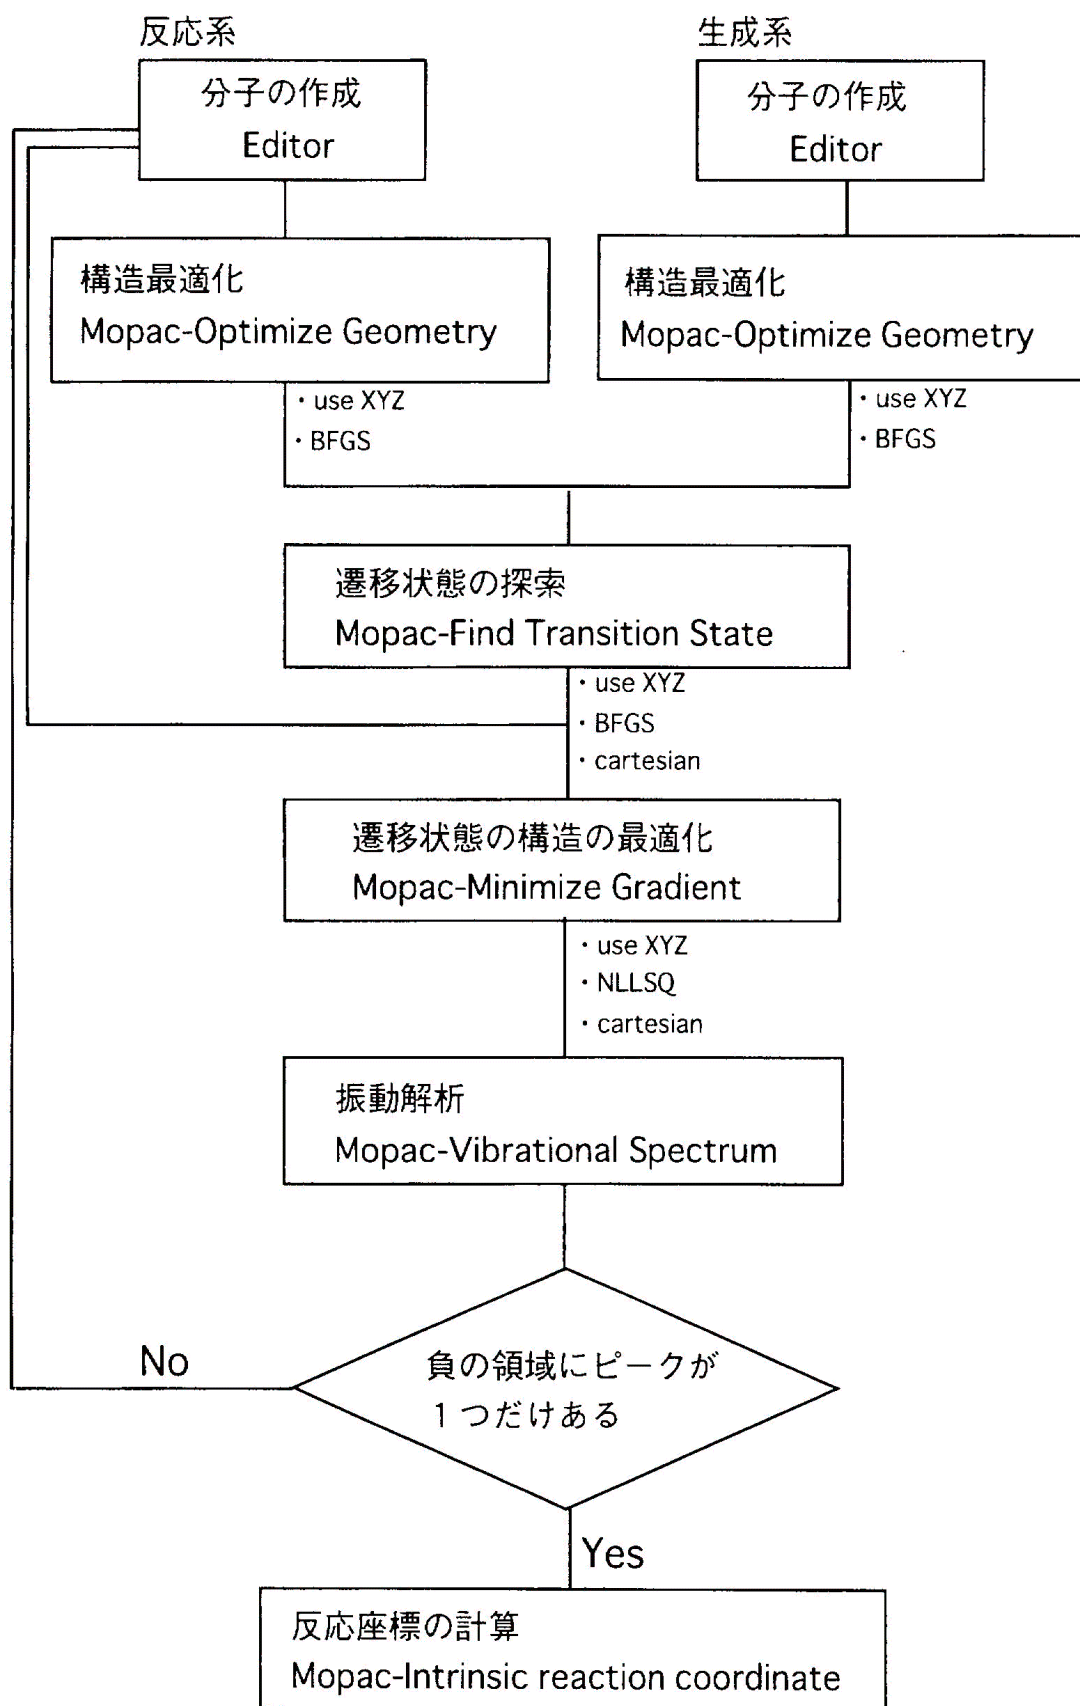 反応系
分子の作成
Editor
生成系
分子の作成
Editor
構造最適化
Mopac-Optimize Geometry
・use XYZ
・BFGS
構造最適化
Mopac-Optimize Geometry
・use XYZ
・BFGS
遷移状態の探索
Mopac-Find Transition State
・use XYZ
・BFGS
・cartesian
遷移状態の構造の最適化
Mopac-Minimize Gradient
・use XYZ
・NLLSQ
・cartesian
振動解析
Mopac-Vibrational Spectrum
負の領域にピークが
１つだけある
No
Yes
反応座標の計算
Mopac-Intrinsic reaction coordinate